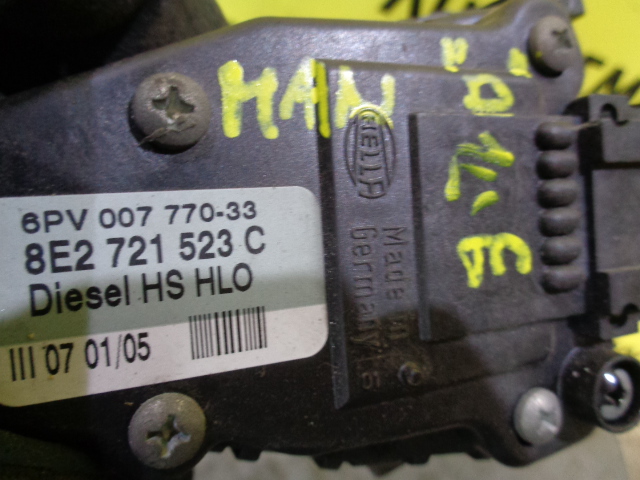 MAN
HELLA
6PV 007 770-33
8E2 721 523 C
Diesel HS HLO
III 07 01/05
Made in
Germany